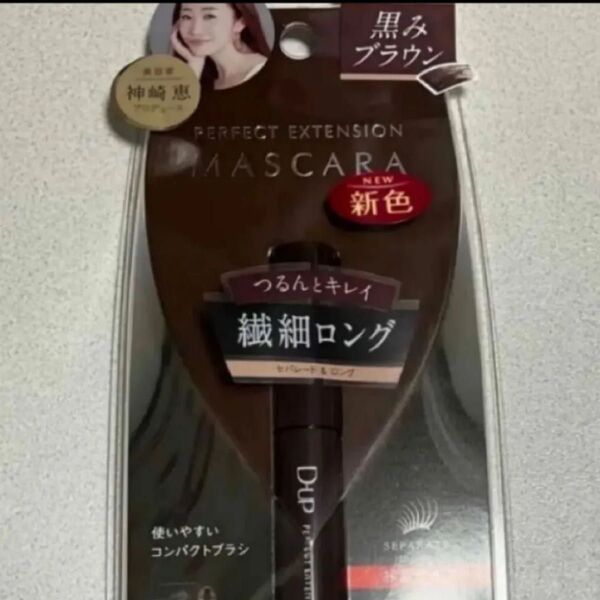 黒み
ブラウン
美容家
神崎 恵
プロデュース
PERFECT EXTENSION
MASCARA
NEW
新色
つるんとキレイ
繊細ロング
セパレート & ロング
D-UP
PERFECT EXTENSION
使いやすい
コンパクトブラシ
SEPARATE